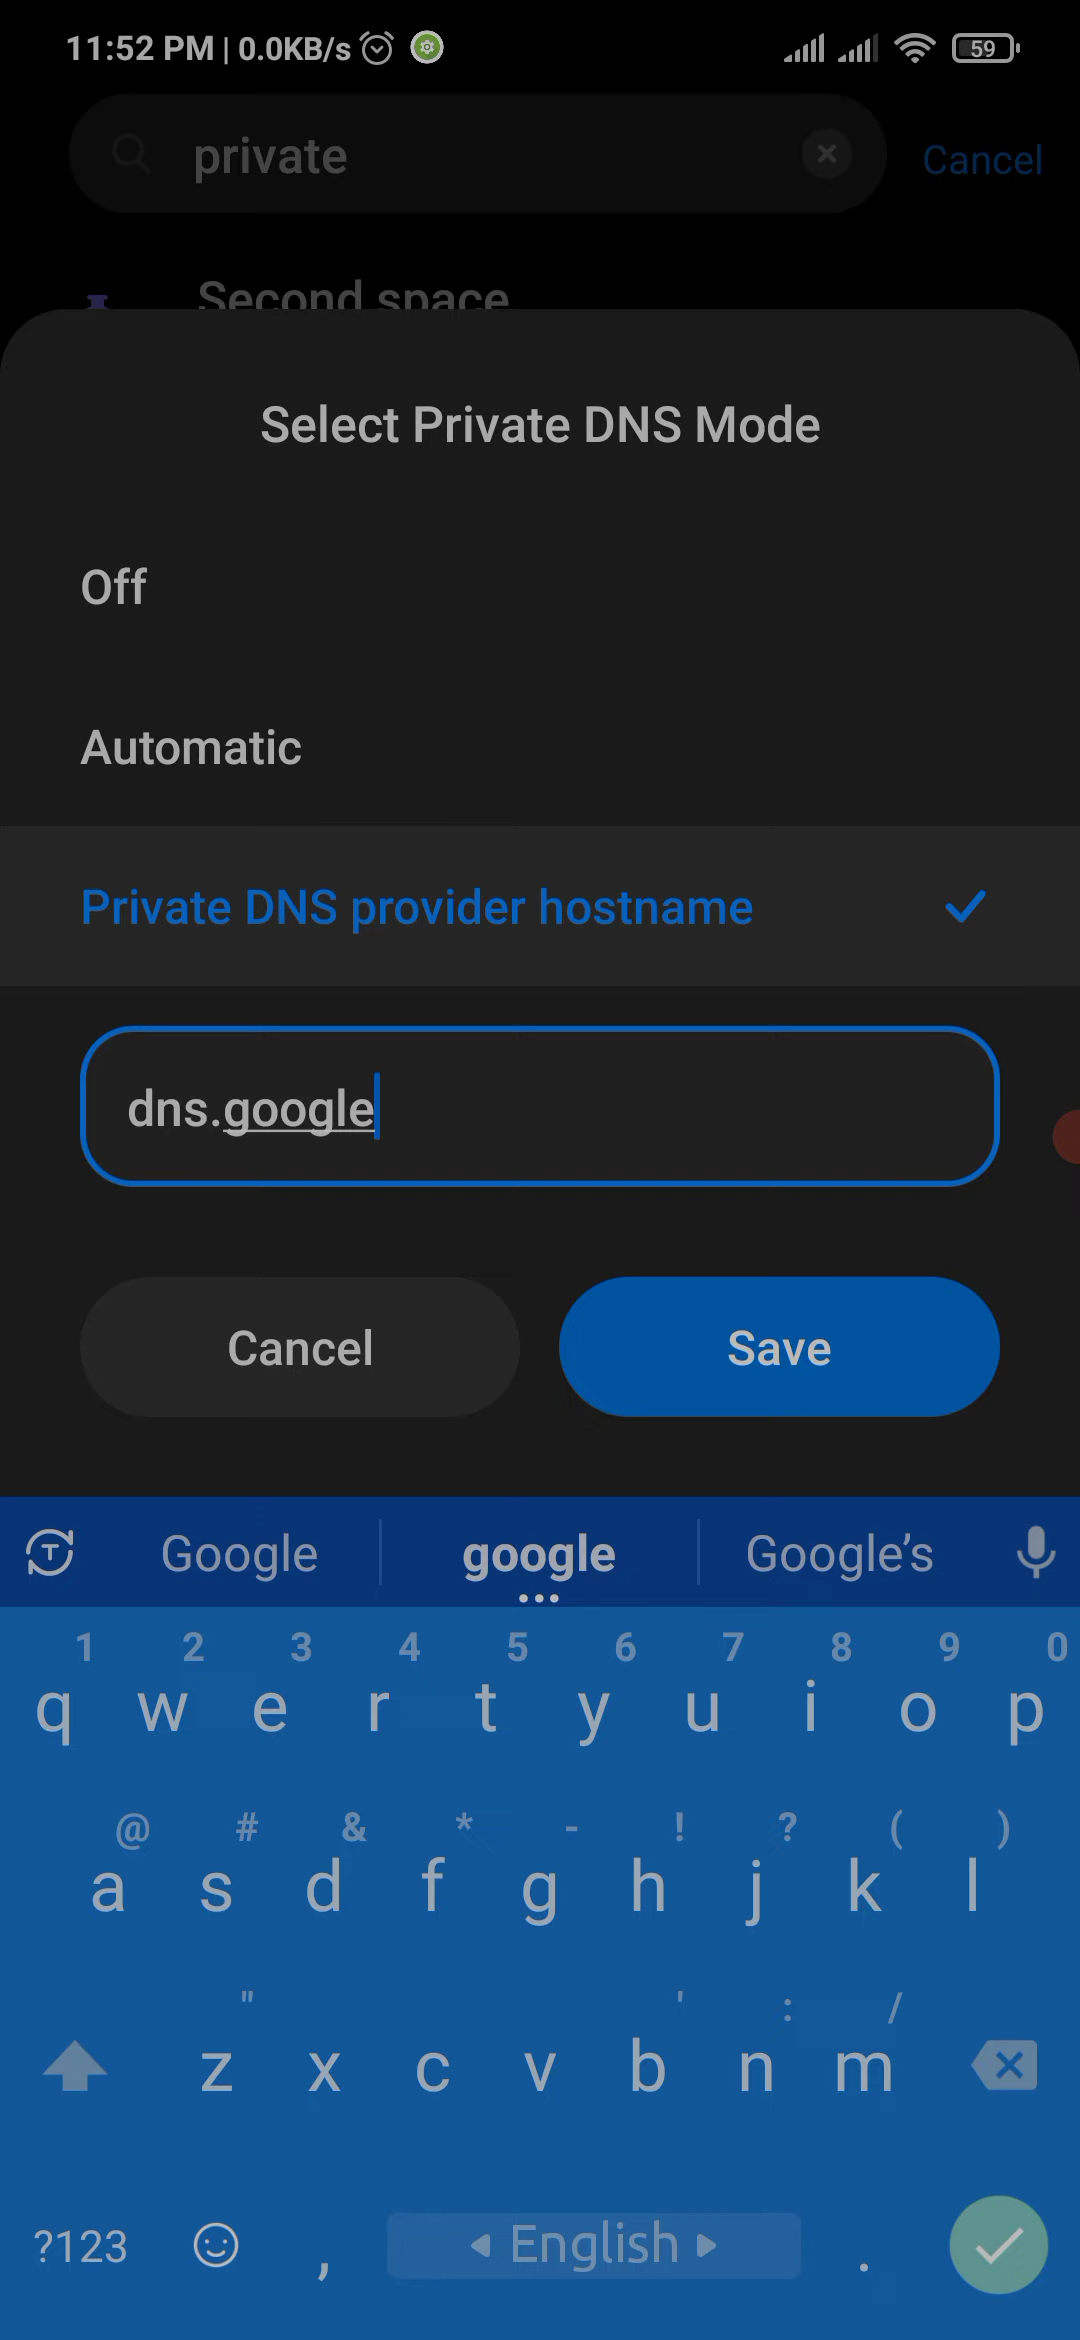 11:52 PM | 0.0KB/s 59
private Cancel
Second space
Select Private DNS Mode
Off
Automatic
Private DNS provider hostname
dns.google
Cancel Save
Google google Google's
1 2 3 4 5 6 7 8 9 0
q w e r t y u i o p
@ # & * - ! ? ( )
a s d f g h j k l
" ' : /
z x c v b n m
?123 , English .